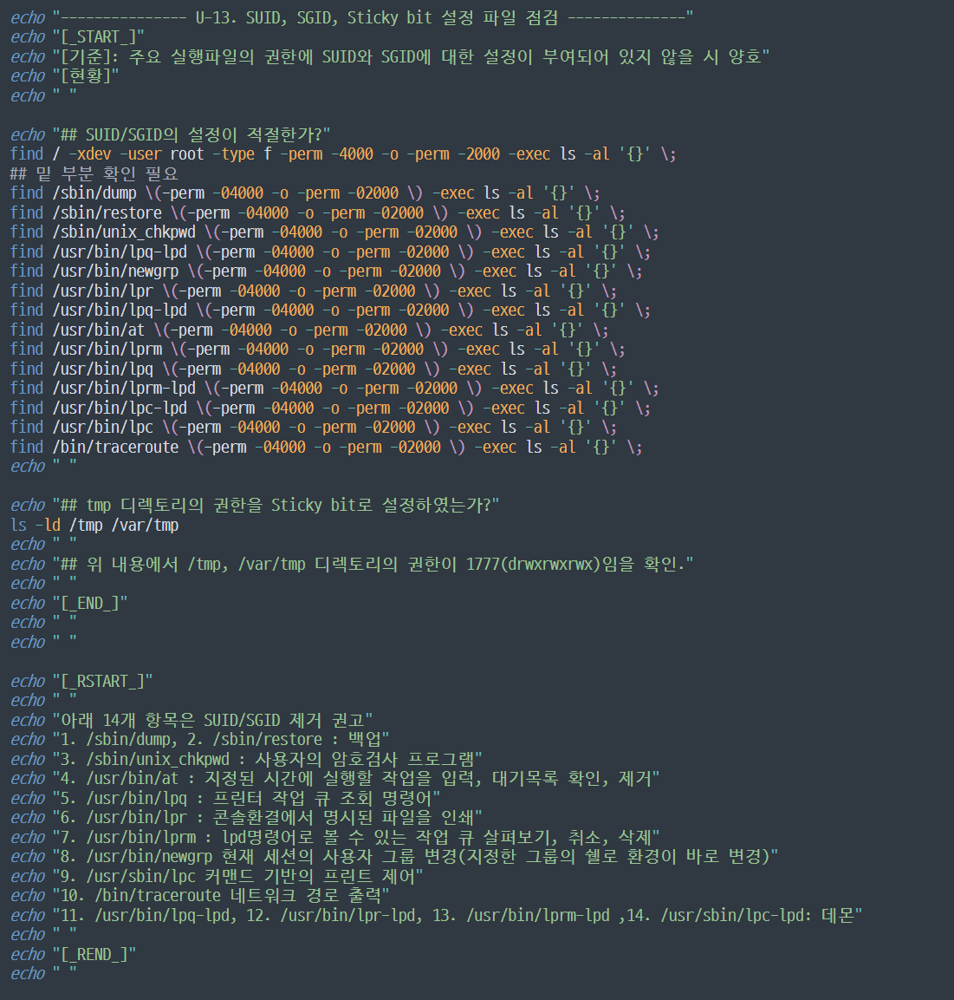 echo "--------------- U-13. SUID, SGID, Sticky bit 설정 파일 점검 --------------"
echo "[_START_]"
echo "[기준]: 주요 실행파일의 권한에 SUID와 SGID에 대한 설정이 부여되어 있지 않을 시 양호"
echo "[현황]"
echo " "

echo "## SUID/SGID의 설정이 적절한가?"
find / -xdev -user root -type f -perm -4000 -o -perm -2000 -exec ls -al '{}' \;
## 밑 부분 확인 필요
find /sbin/dump \(-perm -04000 -o -perm -02000 \) -exec ls -al '{}' \;
find /sbin/restore \(-perm -04000 -o -perm -02000 \) -exec ls -al '{}' \;
find /sbin/unix_chkpwd \(-perm -04000 -o -perm -02000 \) -exec ls -al '{}' \;
find /usr/bin/lpq-lpd \(-perm -04000 -o -perm -02000 \) -exec ls -al '{}' \;
find /usr/bin/newgrp \(-perm -04000 -o -perm -02000 \) -exec ls -al '{}' \;
find /usr/bin/lpr \(-perm -04000 -o -perm -02000 \) -exec ls -al '{}' \;
find /usr/bin/lpq-lpd \(-perm -04000 -o -perm -02000 \) -exec ls -al '{}' \;
find /usr/bin/at \(-perm -04000 -o -perm -02000 \) -exec ls -al '{}' \;
find /usr/bin/lprm \(-perm -04000 -o -perm -02000 \) -exec ls -al '{}' \;
find /usr/bin/lpq \(-perm -04000 -o -perm -02000 \) -exec ls -al '{}' \;
find /usr/bin/lprm-lpd \(-perm -04000 -o -perm -02000 \) -exec ls -al '{}' \;
find /usr/bin/lpc-lpd \(-perm -04000 -o -perm -02000 \) -exec ls -al '{}' \;
find /usr/bin/lpc \(-perm -04000 -o -perm -02000 \) -exec ls -al '{}' \;
find /bin/traceroute \(-perm -04000 -o -perm -02000 \) -exec ls -al '{}' \;
echo " "

echo "## tmp 디렉토리의 권한을 Sticky bit로 설정하였는가?"
ls -ld /tmp /var/tmp
echo " "
echo "## 위 내용에서 /tmp, /var/tmp 디렉토리의 권한이 1777(drwxrwxrwx)임을 확인."
echo " "
echo "[_END_]"
echo " "
echo " "

echo "[_RSTART_]"
echo " "
echo "아래 14개 항목은 SUID/SGID 제거 권고"
echo "1. /sbin/dump, 2. /sbin/restore : 백업"
echo "3. /sbin/unix_chkpwd : 사용자의 암호검사 프로그램"
echo "4. /usr/bin/at : 지정된 시간에 실행할 작업을 입력, 대기목록 확인, 제거"
echo "5. /usr/bin/lpq : 프린터 작업 큐 조회 명령어"
echo "6. /usr/bin/lpr : 콘솔환결에서 명시된 파일을 인쇄"
echo "7. /usr/bin/lprm : lpd명령어로 볼 수 있는 작업 큐 살펴보기, 취소, 삭제"
echo "8. /usr/bin/newgrp 현재 세션의 사용자 그룹 변경(지정한 그룹의 쉘로 환경이 바로 변경)"
echo "9. /usr/sbin/lpc 커맨드 기반의 프린트 제어"
echo "10. /bin/traceroute 네트워크 경로 출력"
echo "11. /usr/bin/lpq-lpd, 12. /usr/bin/lpr-lpd, 13. /usr/bin/lprm-lpd ,14. /usr/sbin/lpc-lpd: 데몬"
echo " "
echo "[_REND_]"
echo " "